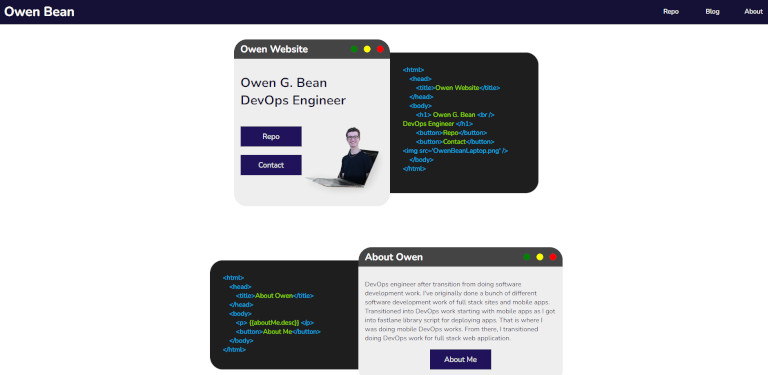 Owen Bean
Repo Blog About
Owen Website
Owen G. Bean
DevOps Engineer
Repo
Contact
<html>
<head>
<title>Owen Website</title>
</head>
<body>
<h1> Owen G. Bean <br />
DevOps Engineer </h1>
<button>Repo</button>
<button>Contact</button>
<img src="OwenBeanLaptop.png" />
</body>
</html>
<html>
<head>
<title>About Owen</title>
</head>
<body>
<p> {{aboutMe.desc}} </p>
<button>About Me</button>
</body>
</html>
About Owen
DevOps engineer after transition from doing software
development work. I've originally done a bunch of different
software development work of full stack sites and mobile apps.
Transitioned into DevOps work starting with mobile apps as I got
into fastlane library script for deploying apps. That is where I
was doing mobile DevOps works. From there, I transitioned
doing DevOps work for full stack web application.
About Me